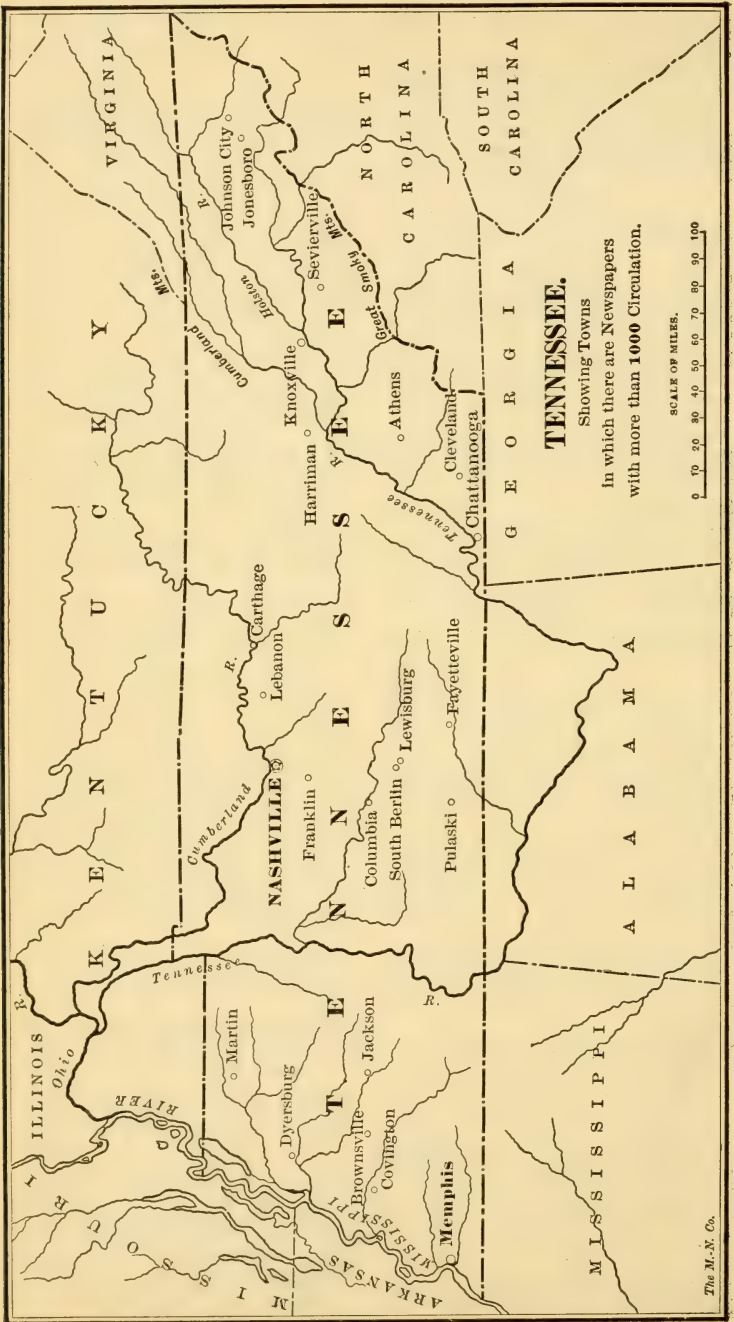 VIRGINIA
KENTUCKY
ILLINOIS
MISSOURI
ARKANSAS
TENNESSEE
NORTH
CAROLINA
SOUTH
CAROLINA
GEORGIA
ALABAMA
MISSISSIPPI
Ohio
R.
MISSISSIPPI
RIVER
Tennessee
R.
Cumberland
R.
Tennessee
R.
Holston
R.
Cumberland
Mts.
Great Smoky
Mts.
Johnson City
Jonesboro
Sevierville
Knoxville
Harriman
Athens
Cleveland
Chattanooga
Carthage
Lebanon
NASHVILLE
Franklin
Columbia
South Berlin
Lewisburg
Fayetteville
Pulaski
Martin
Dyersburg
Jackson
Brownsville
Covington
Memphis
TENNESSEE.
Showing Towns
in which there are Newspapers
with more than 1000 Circulation.
SCALE OF MILES.
0 10 20 30 40 50 60 70 80 90 100
The M.-N. Co.